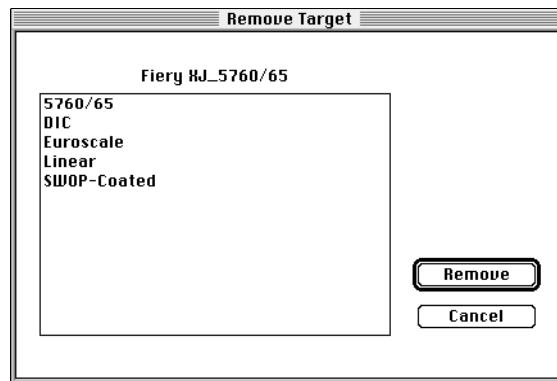 Remove Target
Fiery XJ_5760/65
5760/65
DIC
Euroscale
Linear
SWOP-Coated
Remove
Cancel